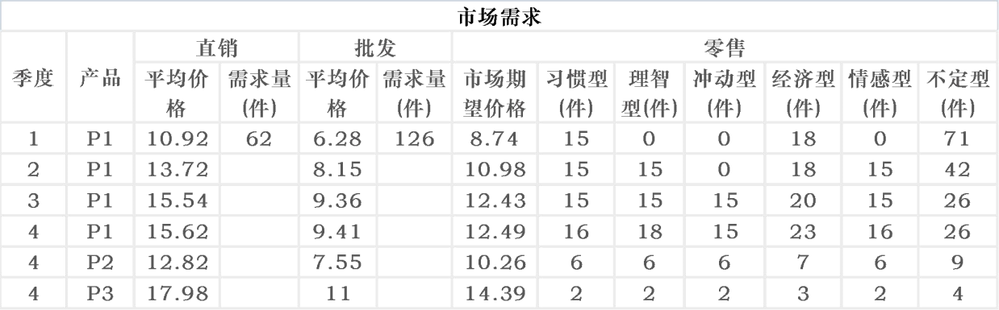 市场需求
季度 产品 直销 批发 零售
平均价格 需求量(件) 平均价格 需求量(件) 市场期望价格 习惯型(件) 理智型(件) 冲动型(件) 经济型(件) 情感型(件) 不定型(件)
1 P1 10.92 62 6.28 126 8.74 15 0 0 18 0 71
2 P1 13.72 8.15 10.98 15 15 0 18 15 42
3 P1 15.54 9.36 12.43 15 15 15 20 15 26
4 P1 15.62 9.41 12.49 16 18 15 23 16 26
4 P2 12.82 7.55 10.26 6 6 6 7 6 9
4 P3 17.98 11 14.39 2 2 2 3 2 4